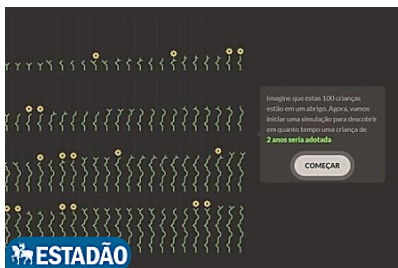 Imagine que estas 100 crianças
estão em um abrigo. Agora, vamos
iniciar uma simulação para descobrir
em quanto tempo uma criança de
2 anos seria adotada
COMEÇAR
ESTADÃO